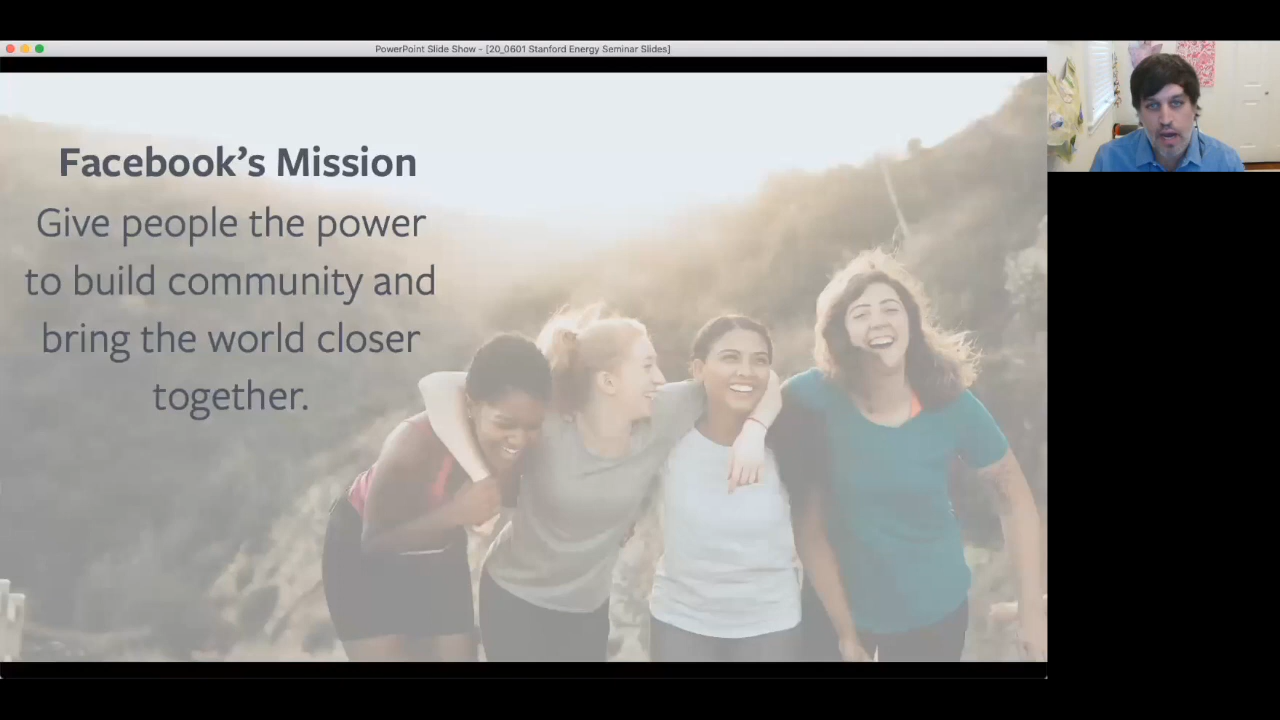 PowerPoint Slide Show - [20_0601 Stanford Energy Seminar Slides]
Facebook’s Mission
Give people the power
to build community and
bring the world closer
together.